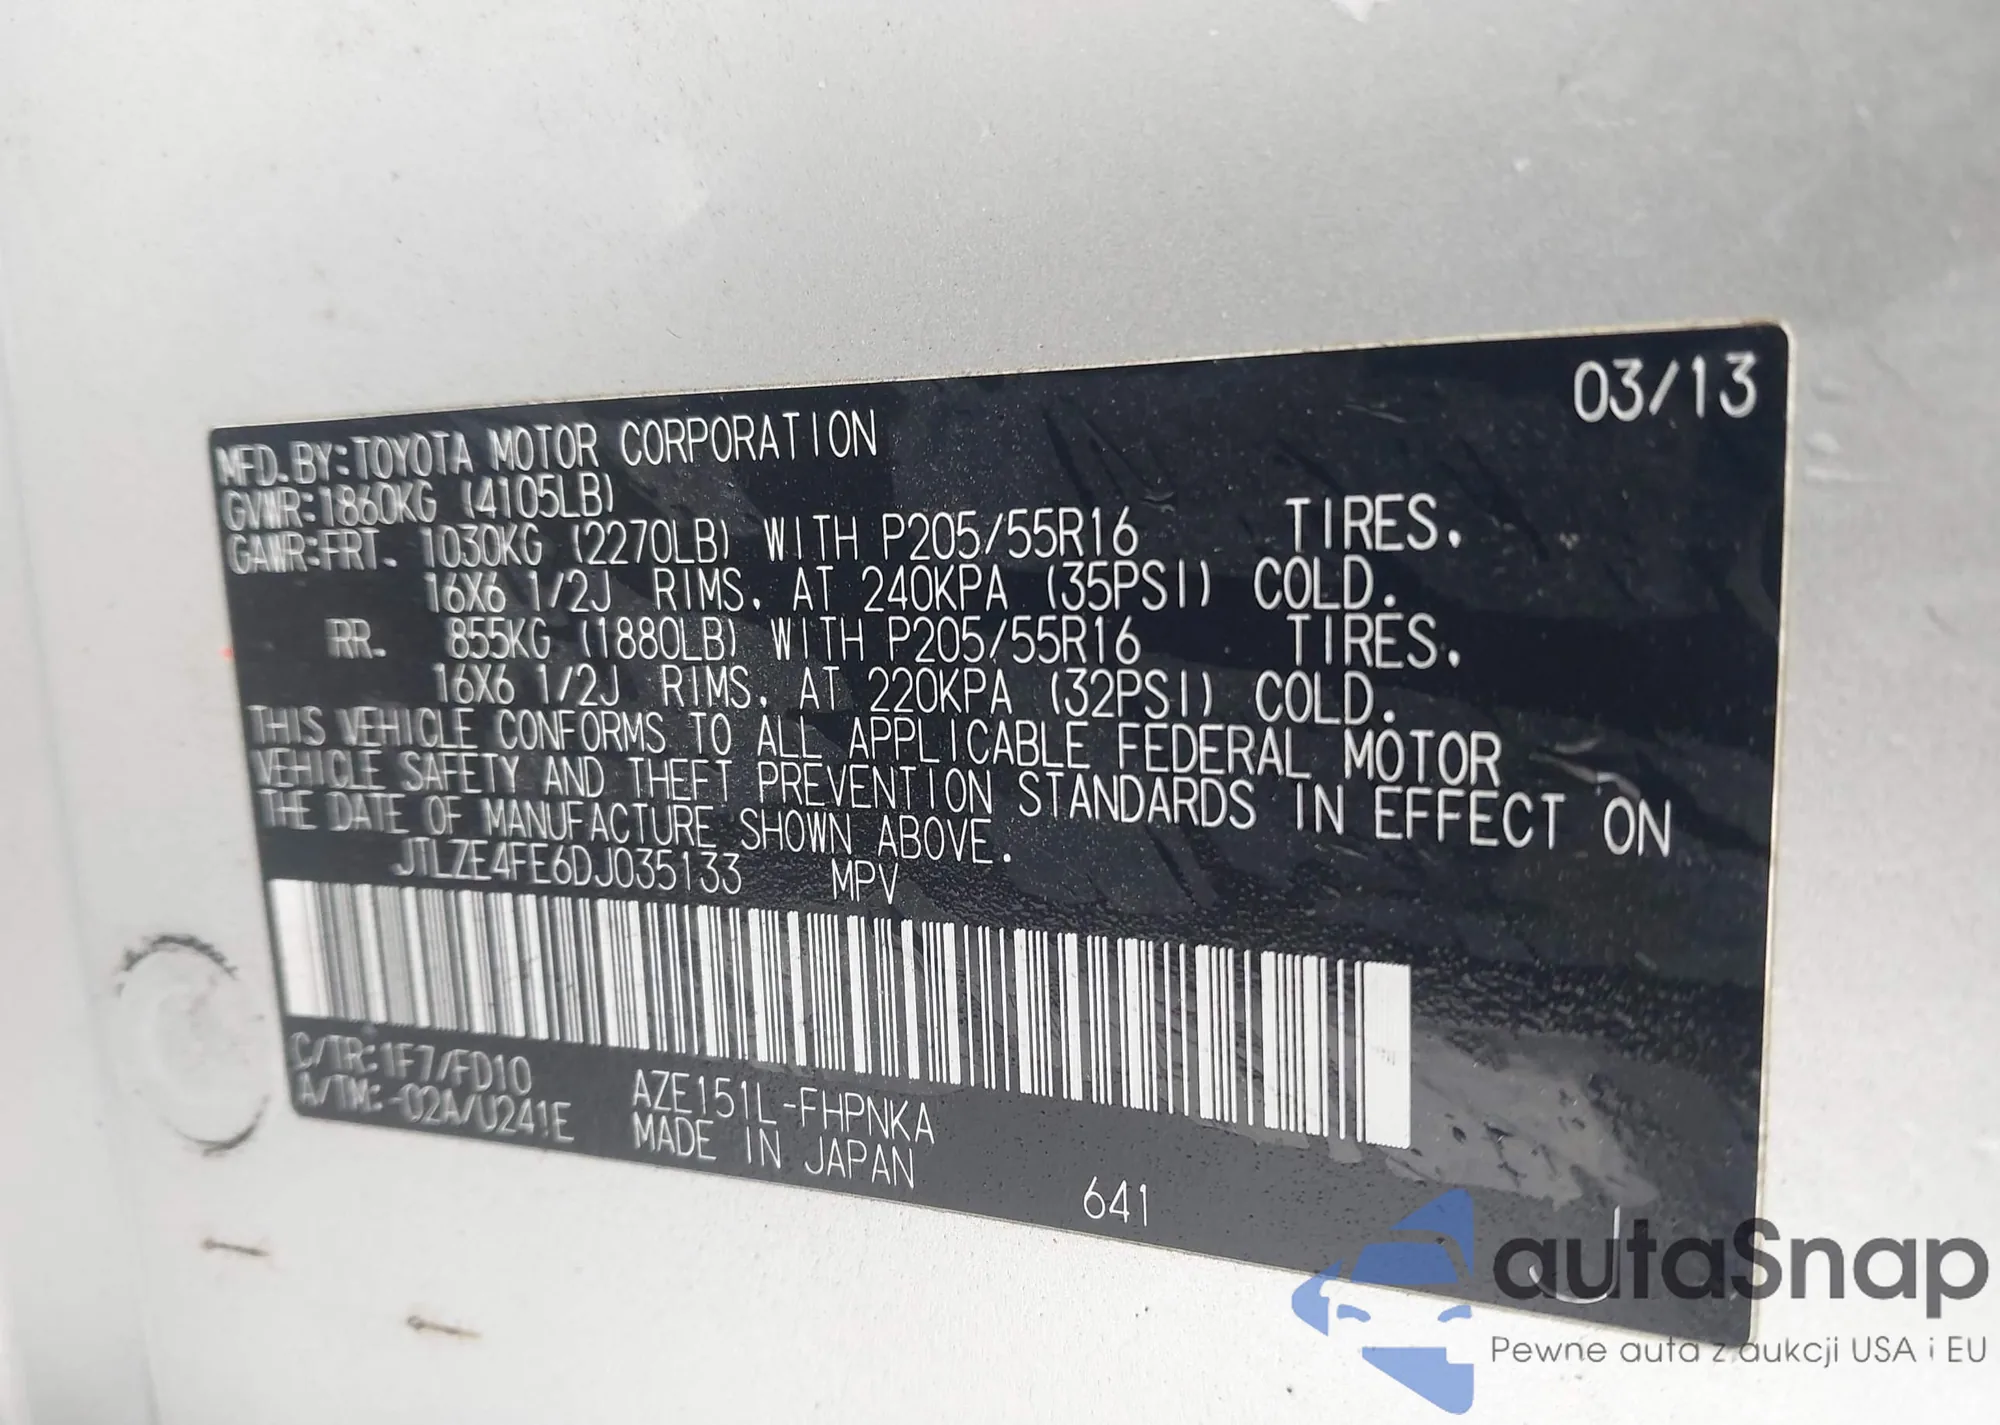 03/13
MFD. BY: TOYOTA MOTOR CORPORATION
GVWR: 1860KG (4105LB)
GAWR: FRT. 1030KG (2270LB) WITH P205/55R16 TIRES.
16X6 1/2J RIMS. AT 240KPA (35PSI) COLD.
RR. 855KG (1880LB) WITH P205/55R16 TIRES.
16X6 1/2J RIMS. AT 220KPA (32PSI) COLD.
THIS VEHICLE CONFORMS TO ALL APPLICABLE FEDERAL MOTOR
VEHICLE SAFETY AND THEFT PREVENTION STANDARDS IN EFFECT ON
THE DATE OF MANUFACTURE SHOWN ABOVE.
JTLZE4FE6DJ035133 MPV
C/TR: 1F7/FD10 AZE151L-FHPNKA
A/TM: -02A/U241E MADE IN JAPAN
641 J
autaSnap
Pewne auta z aukcji USA i EU